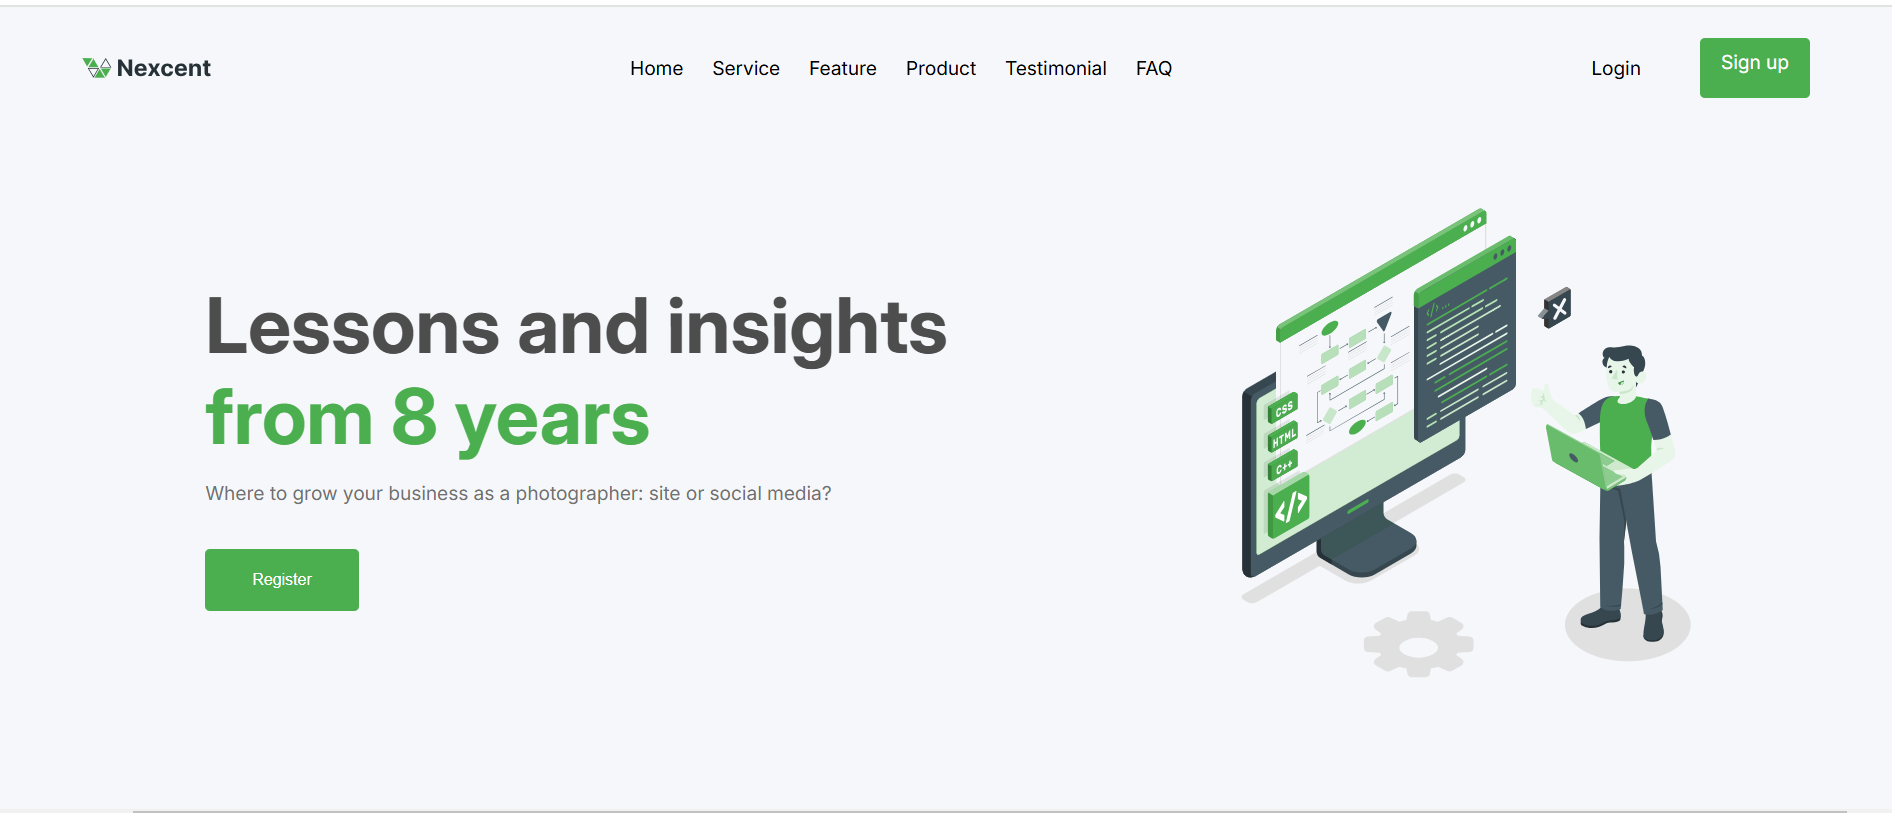 Nexcent
Home Service Feature Product Testimonial FAQ
Login
Sign up
Lessons and insights
from 8 years
Where to grow your business as a photographer: site or social media?
Register
</>...
CSS
HTML
C++
</>